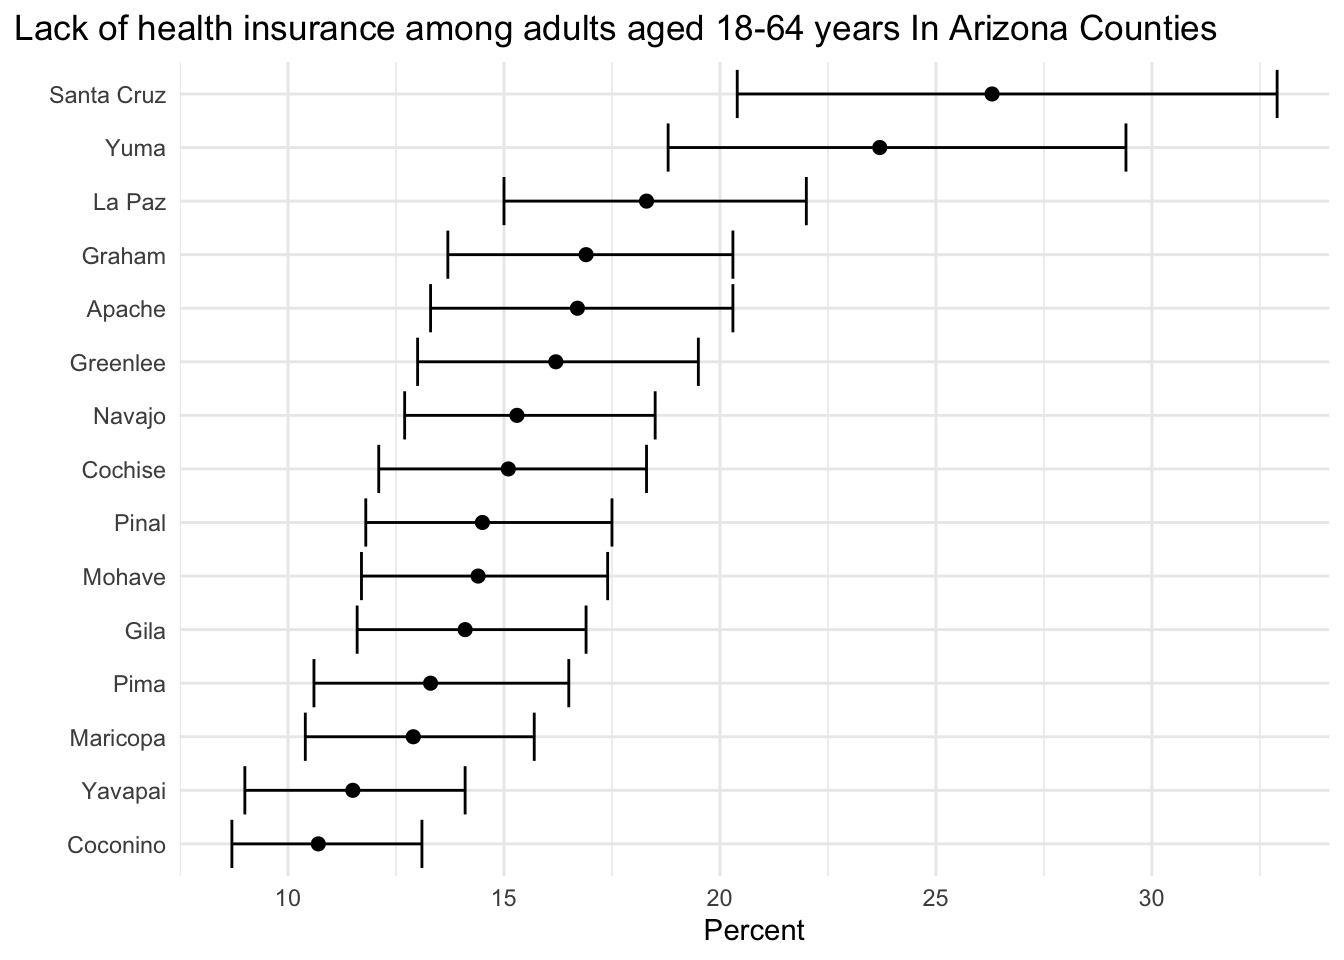 Lack of health insurance among adults aged 18-64 years In Arizona Counties
Santa Cruz
Yuma
La Paz
Graham
Apache
Greenlee
Navajo
Cochise
Pinal
Mohave
Gila
Pima
Maricopa
Yavapai
Coconino
10 15 20 25 30
Percent